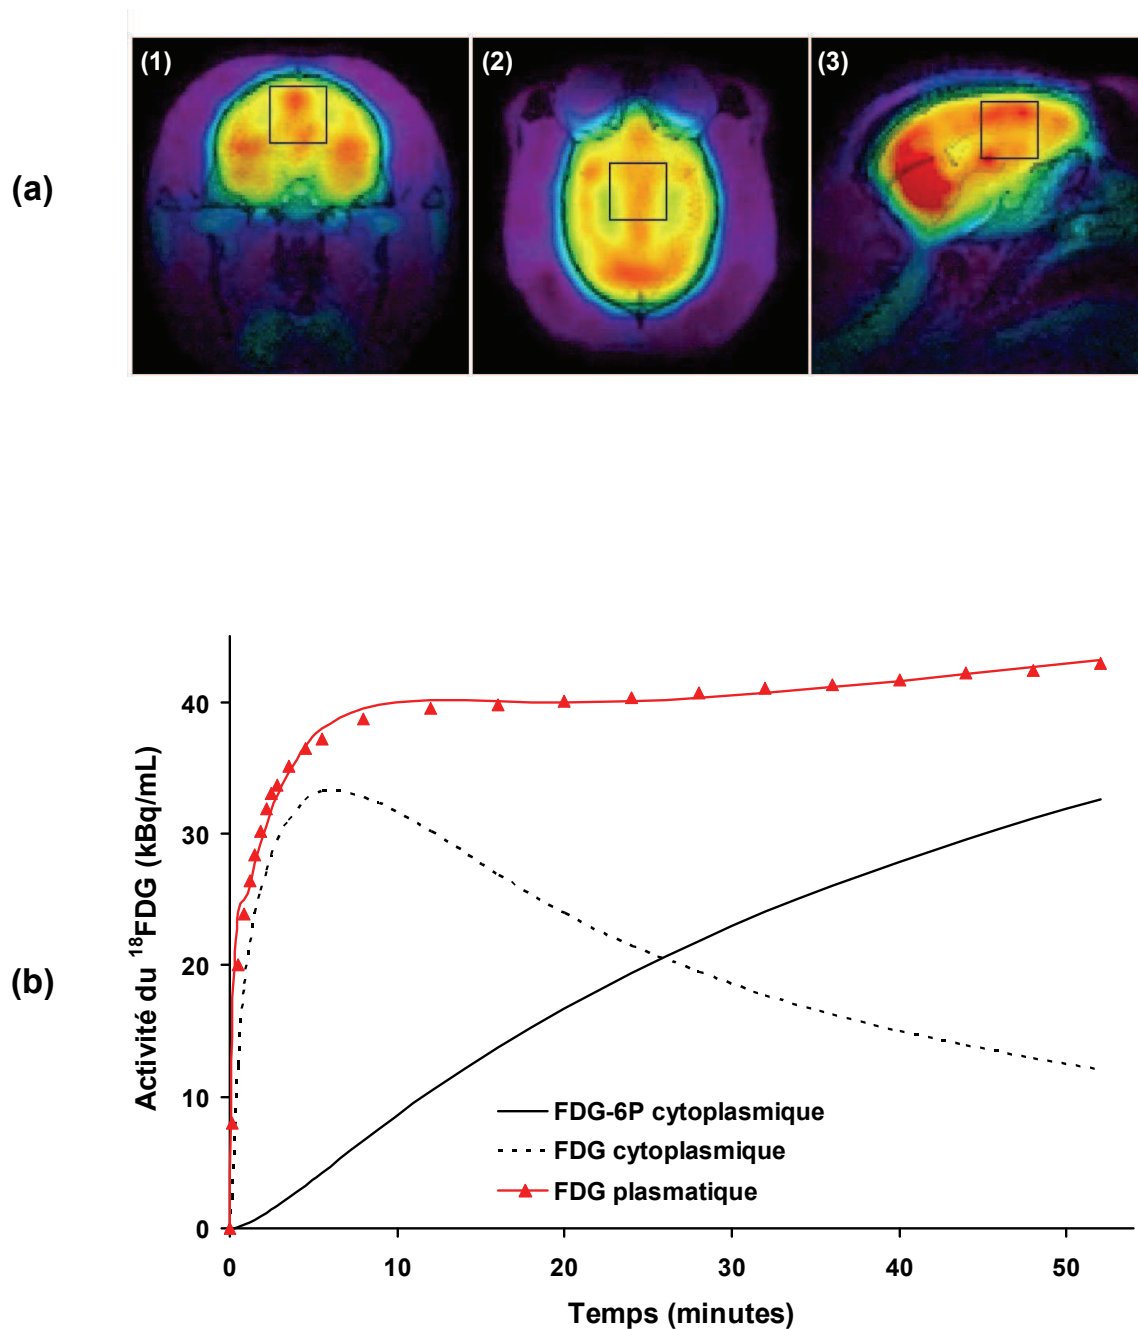 (1) (2) (3)
(a)
(b)
Activité du ¹⁸FDG (kBq/mL)
40
30
20
10
0
FDG-6P cytoplasmique
FDG cytoplasmique
FDG plasmatique
0 10 20 30 40 50
Temps (minutes)